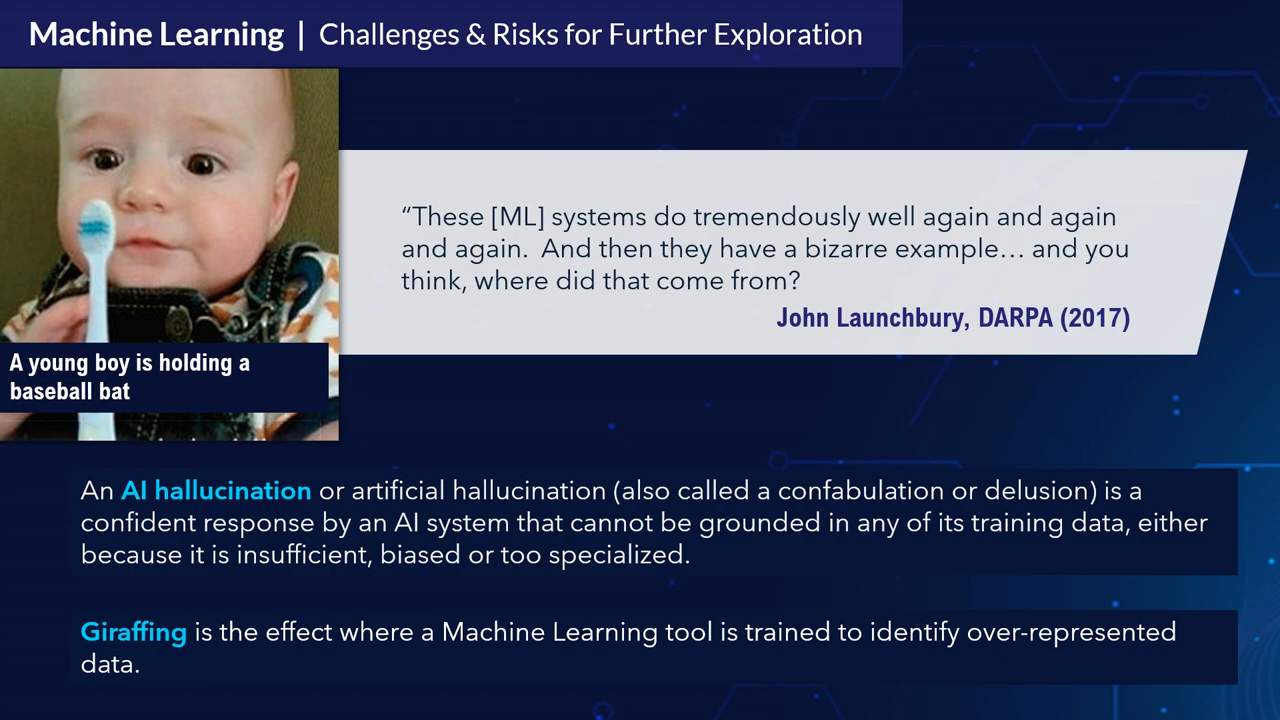 Machine Learning | Challenges & Risks for Further Exploration
“These [ML] systems do tremendously well again and again
and again.  And then they have a bizarre example… and you
think, where did that come from?
John Launchbury, DARPA (2017)
A young boy is holding a
baseball bat
An AI hallucination or artificial hallucination (also called a confabulation or delusion) is a
confident response by an AI system that cannot be grounded in any of its training data, either
because it is insufficient, biased or too specialized.
Giraffing is the effect where a Machine Learning tool is trained to identify over-represented
data.